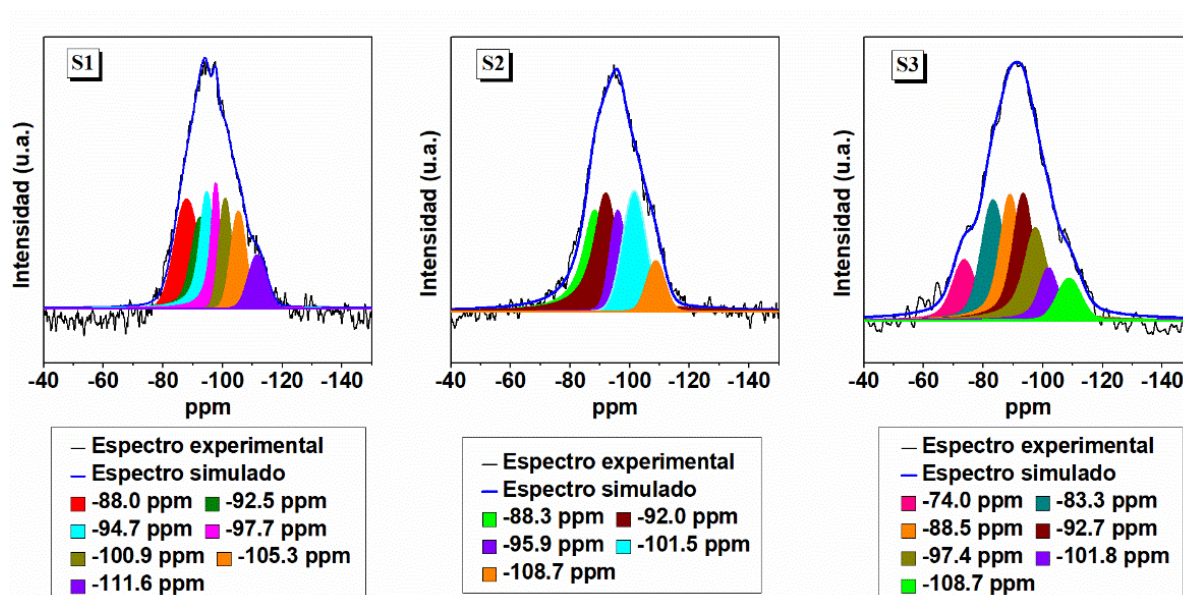 S1
Intensidad (u.a.)
-40 -60 -80 -100 -120 -140
ppm
Espectro experimental
Espectro simulado
-88.0 ppm -92.5 ppm
-94.7 ppm -97.7 ppm
-100.9 ppm -105.3 ppm
-111.6 ppm
S2
Intensidad (u.a.)
-40 -60 -80 -100 -120 -140
ppm
Espectro experimental
Espectro simulado
-88.3 ppm -92.0 ppm
-95.9 ppm -101.5 ppm
-108.7 ppm
S3
Intensidad (u.a.)
-40 -60 -80 -100 -120 -140
ppm
Espectro experimental
Espectro simulado
-74.0 ppm -83.3 ppm
-88.5 ppm -92.7 ppm
-97.4 ppm -101.8 ppm
-108.7 ppm